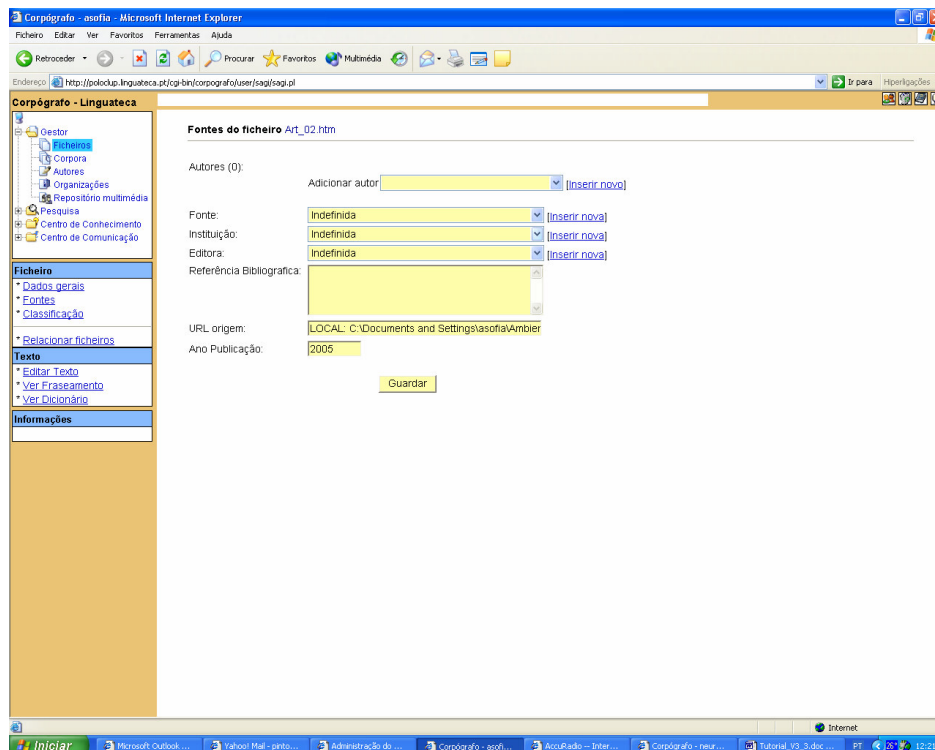 Corpógrafo - asofia - Microsoft Internet Explorer
Ficheiro Editar Ver Favoritos Ferramentas Ajuda
Retroceder Procurar Favoritos Multimédia
Endereço http://poloclup.linguateca.pt/cgi-bin/corpografo/user/sagi/sagi.pl Ir para Hiperligações
Corpógrafo - Linguateca
Gestor
Ficheiros
Corpora
Autores
Organizações
Repositório multimédia
Pesquisa
Centro de Conhecimento
Centro de Comunicação
Ficheiro
* Dados gerais
* Fontes
* Classificação
* Relacionar ficheiros
Texto
* Editar Texto
* Ver Fraseamento
* Ver Dicionário
Informações
Fontes do ficheiro Art_02.htm
Autores (0):
Adicionar autor [Inserir novo]
Fonte: Indefinida [Inserir nova]
Instituição: Indefinida [Inserir nova]
Editora: Indefinida [Inserir nova]
Referência Bibliografica:
URL origem: LOCAL: C:\Documents and Settings\asofia\Ambier
Ano Publicação: 2005
Guardar
Internet
Iniciar Microsoft Outlook ... Yahoo! Mail - pinto... Administração do ... Corpógrafo - asofi... AccuRadio -- Inter... Corpógrafo - neur... Tutorial_V3_3.doc ... PT 26°